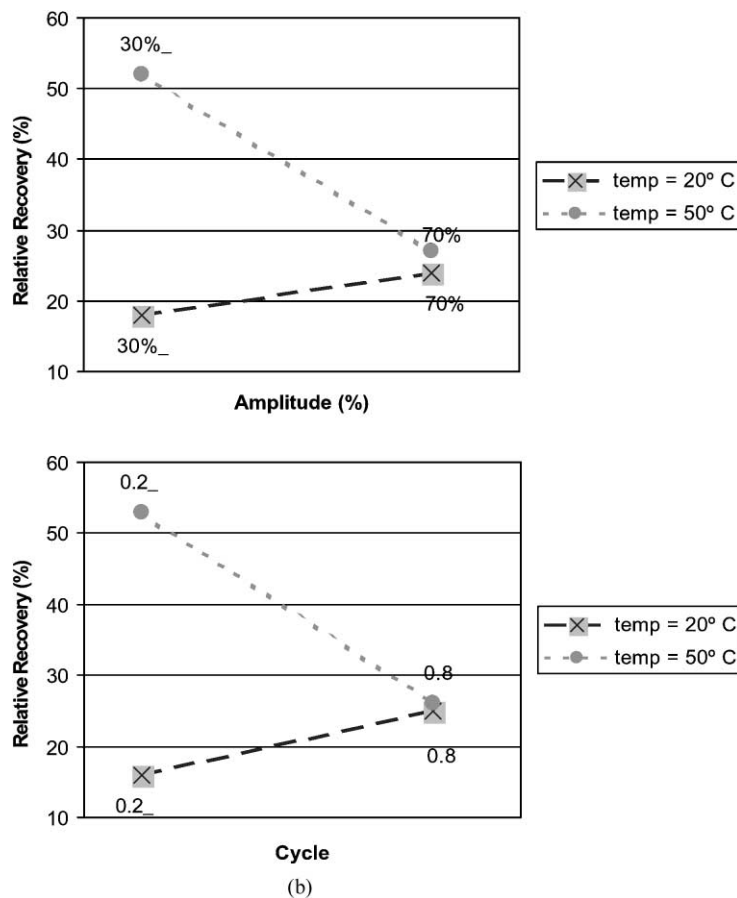 60
50
40
30
20
10
Relative Recovery (%)
30%_
70%
70%
30%_
Amplitude (%)
temp = 20º C
temp = 50º C
60
50
40
30
20
10
Relative Recovery (%)
0.2_
0.8
0.8
0.2_
Cycle
temp = 20º C
temp = 50º C
(b)